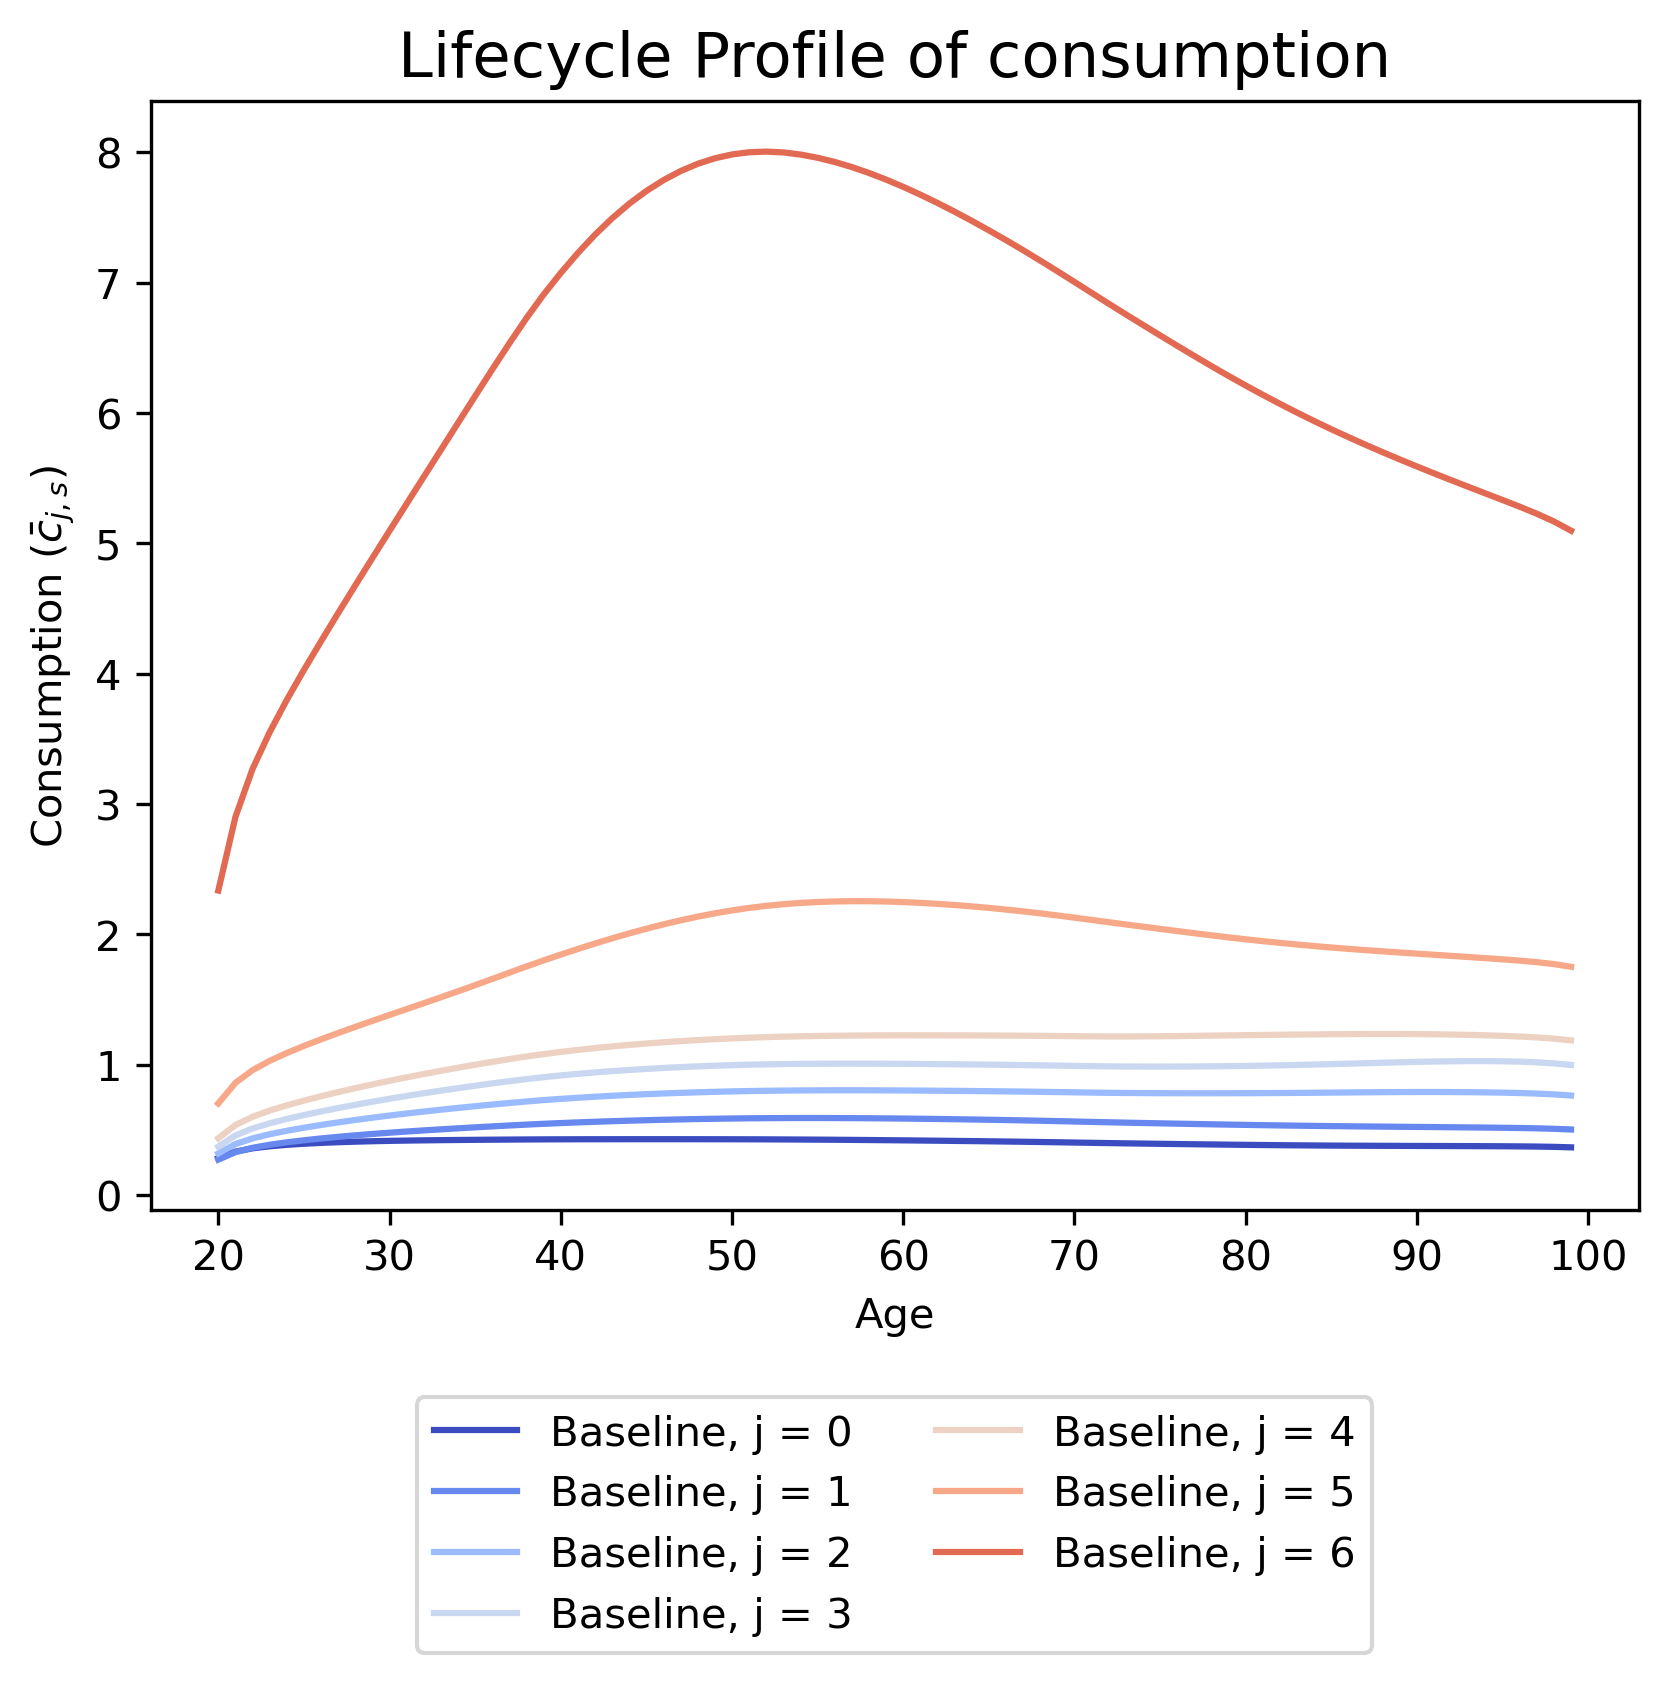 Lifecycle Profile of consumption
Consumption (c̄j,s)
8
7
6
5
4
3
2
1
0
20 30 40 50 60 70 80 90 100
Age
Baseline, j = 0
Baseline, j = 1
Baseline, j = 2
Baseline, j = 3
Baseline, j = 4
Baseline, j = 5
Baseline, j = 6